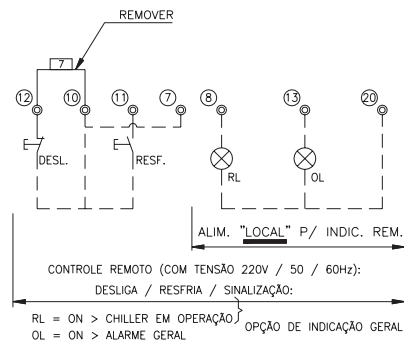 REMOVER
7
12 10 11 7 8 13 20
DESL. RESF. RL OL
ALIM. "LOCAL" P/ INDIC. REM.
CONTROLE REMOTO (COM TENSÃO 220V / 50 / 60Hz):
DESLIGA / RESFRIA / SINALIZAÇÃO:
RL = ON > CHILLER EM OPERAÇÃO
OL = ON > ALARME GERAL
OPÇÃO DE INDICAÇÃO GERAL